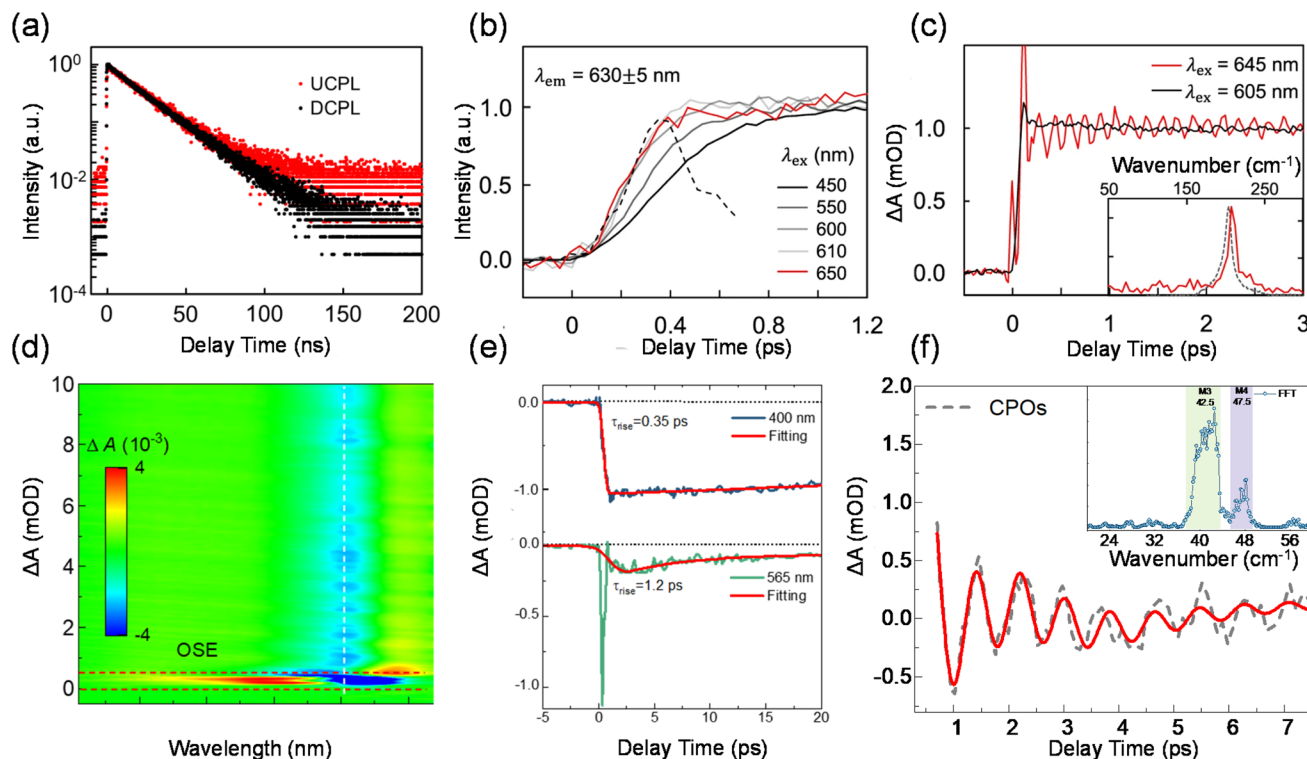 (a)
10⁰
10⁻²
10⁻⁴
Intensity (a.u.)
UCPL
DCPL
0
50
100
150
200
Delay Time (ns)
(b)
λem = 630±5 nm
1.0
0.5
0.0
Intensity (a.u.)
λex (nm)
450
550
600
610
650
0
0.4
0.8
1.2
Delay Time (ps)
(c)
λex = 645 nm
λex = 605 nm
1.0
0.0
ΔA (mOD)
Wavenumber (cm⁻¹)
50
150
250
0
1
2
3
Delay Time (ps)
(d)
10
8
6
4
2
0
ΔA (mOD)
Δ A (10⁻³)
4
-4
OSE
Wavelength (nm)
(e)
0.0
-1.0
τrise=0.35 ps
400 nm
Fitting
0.0
-0.5
-1.0
τrise=1.2 ps
565 nm
Fitting
ΔA (mOD)
-5
0
5
10
15
20
Delay Time (ps)
(f)
2.0
1.5
1.0
0.5
0.0
-0.5
ΔA (mOD)
CPOs
M3
42.5
M4
47.5
FFT
24
32
40
48
56
Wavenumber (cm⁻¹)
1
2
3
4
5
6
7
Delay Time (ps)